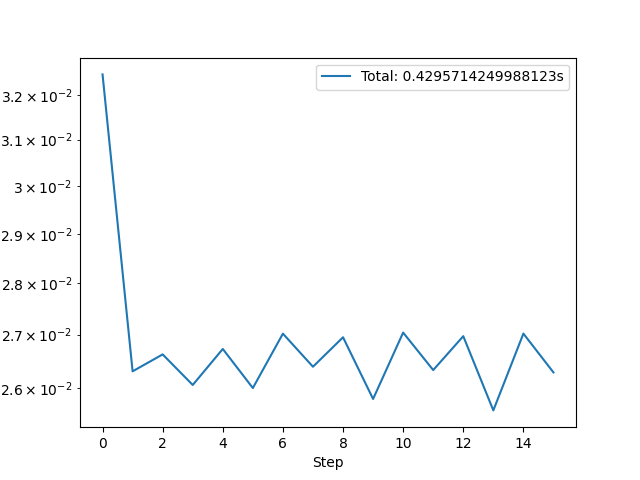 Total: 0.4295714249988123s
3.2 × 10⁻²
3.1 × 10⁻²
3 × 10⁻²
2.9 × 10⁻²
2.8 × 10⁻²
2.7 × 10⁻²
2.6 × 10⁻²
0 2 4 6 8 10 12 14
Step